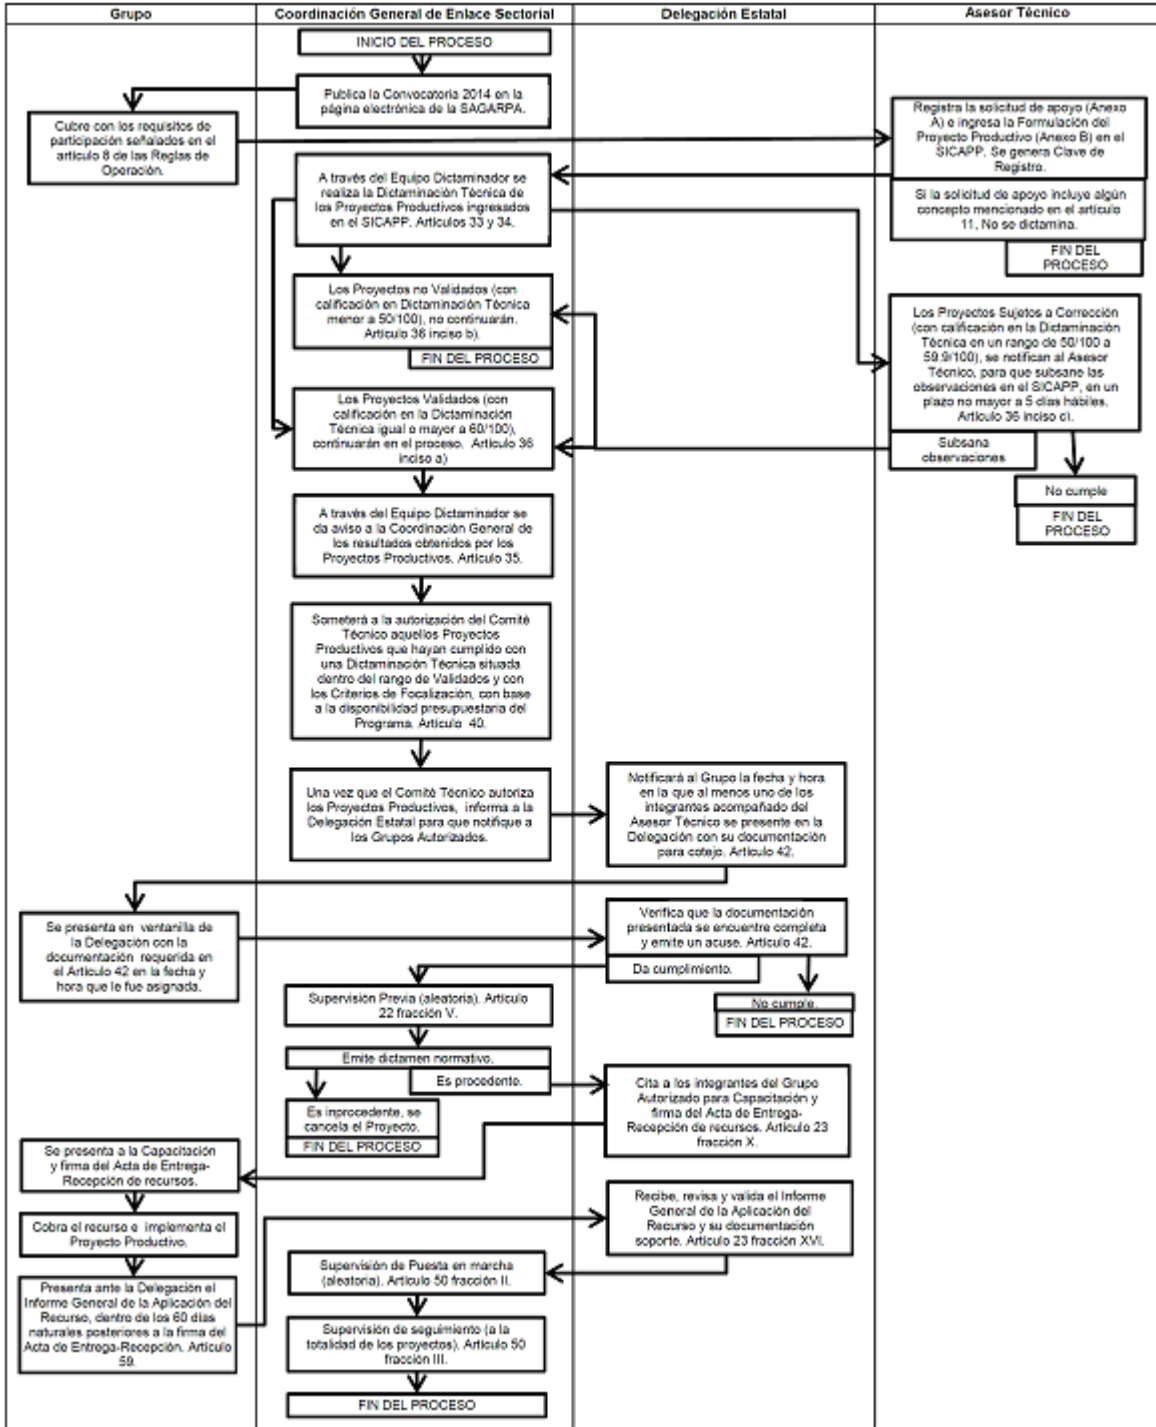 Grupo
Coordinación General de Enlace Sectorial
Delegación Estatal
Asesor Técnico
INICIO DEL PROCESO
Publica la Convocatoria 2014 en la
página electrónica de la SAGARPA.
Cubre con los requisitos de
participación señalados en el
artículo 8 de las Reglas de
Operación.
Registra la solicitud de apoyo (Anexo
A) e ingresa la Formulación del
Proyecto Productivo (Anexo B) en el
SICAPP. Se genera Clave de
Registro.
Si la solicitud de apoyo incluye algún
concepto mencionado en el artículo
11, No se dictamina.
FIN DEL
PROCESO
A través del Equipo Dictaminador se
realiza la Dictaminación Técnica de
los Proyectos Productivos ingresados
en el SICAPP. Artículos 33 y 34.
Los Proyectos no Validados (con
calificación en Dictaminación Técnica
menor a 50/100), no continuarán.
Artículo 36 inciso b).
FIN DEL PROCESO
Los Proyectos Sujetos a Corrección
(con calificación en la Dictaminación
Técnica en un rango de 50/100 a
59.9/100), se notifican al Asesor
Técnico, para que subsane las
observaciones en el SICAPP, en un
plazo no mayor a 5 días hábiles.
Artículo 36 inciso c).
Subsana
observaciones
No cumple
FIN DEL
PROCESO
Los Proyectos Validados (con
calificación en la Dictaminación
Técnica igual o mayor a 60/100),
continuarán en el proceso. Artículo 36
inciso a)
A través del Equipo Dictaminador se
da aviso a la Coordinación General de
los resultados obtenidos por los
Proyectos Productivos. Artículo 35.
Someterá a la autorización del Comité
Técnico aquellos Proyectos
Productivos que hayan cumplido con
una Dictaminación Técnica situada
dentro del rango de Validados y con
los Criterios de Focalización, con base
a la disponibilidad presupuestaria del
Programa. Artículo 40.
Una vez que el Comité Técnico autoriza
los Proyectos Productivos, informa a la
Delegación Estatal para que notifique a
los Grupos Autorizados.
Notificará al Grupo la fecha y hora
en la que al menos uno de los
integrantes acompañado del
Asesor Técnico se presente en la
Delegación con su documentación
para cotejo. Artículo 42.
Se presenta en ventanilla de
la Delegación con la
documentación requerida en
el Artículo 42 en la fecha y
hora que le fue asignada.
Verifica que la documentación
presentada se encuentre completa
y emite un acuse. Artículo 42.
Da cumplimiento.
No cumple.
FIN DEL PROCESO
Supervisión Previa (aleatoria). Artículo
22 fracción V.
Emite dictamen normativo.
Es procedente.
Es inprocedente, se
cancela el Proyecto.
FIN DEL PROCESO
Cita a los integrantes del Grupo
Autorizado para Capacitación y
firma del Acta de Entrega-
Recepción de recursos. Artículo 23
fracción X.
Se presenta a la Capacitación
y firma del Acta de Entrega-
Recepción de recursos.
Cobra el recurso e implementa el
Proyecto Productivo.
Presenta ante la Delegación el
Informe General de la Aplicación del
Recurso, dentro de los 60 días
naturales posteriores a la firma del
Acta de Entrega-Recepción. Artículo
59.
Recibe, revisa y valida el Informe
General de la Aplicación del
Recurso y su documentación
soporte. Artículo 23 fracción XVI.
Supervisión de Puesta en marcha
(aleatoria). Artículo 50 fracción II.
Supervisión de seguimiento (a la
totalidad de los proyectos). Artículo 50
fracción III.
FIN DEL PROCESO